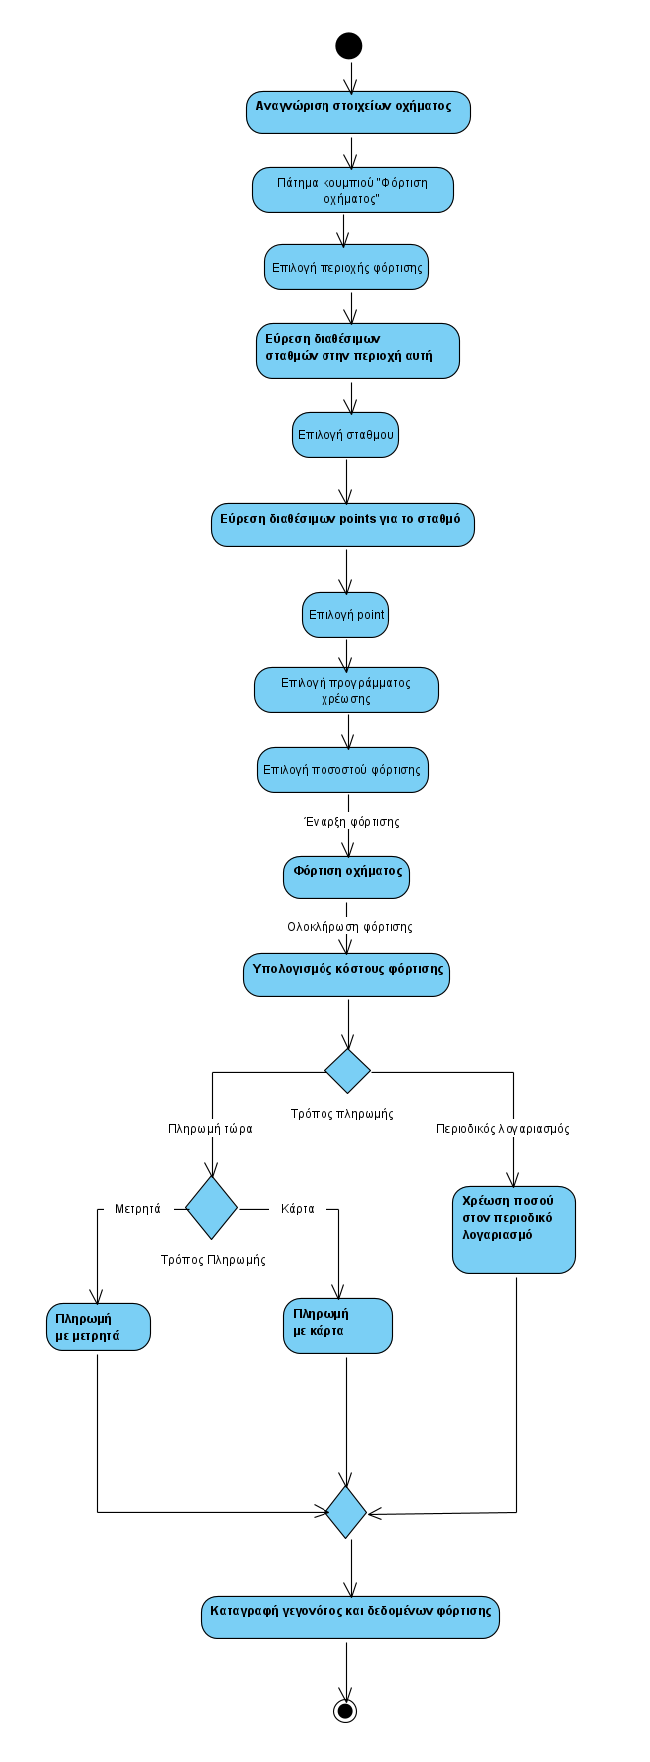 Αναγνώριση στοιχείων οχήματος
Πάτημα κουμπιού "Φόρτιση
οχήματος"
Επιλογή περιοχής φόρτισης
Εύρεση διαθέσιμων
σταθμών στην περιοχή αυτή
Επιλογή σταθμου
Εύρεση διαθέσιμων points για το σταθμό
Επιλογή point
Επιλογή προγράμματος
χρέωσης
Επιλογή ποσοστού φόρτισης
Έναρξη φόρτισης
Φόρτιση οχήματος
Ολοκλήρωση φόρτισης
Υπολογισμός κόστους φόρτισης
Τρόπος πληρωμής
Πληρωμή τώρα
Περιοδικός λογαριασμός
Μετρητά
Κάρτα
Χρέωση ποσού
στον περιοδικό
λογαριασμό
Τρόπος Πληρωμής
Πληρωμή
με μετρητά
Πληρωμή
με κάρτα
Καταγραφή γεγονότος και δεδομένων φόρτισης